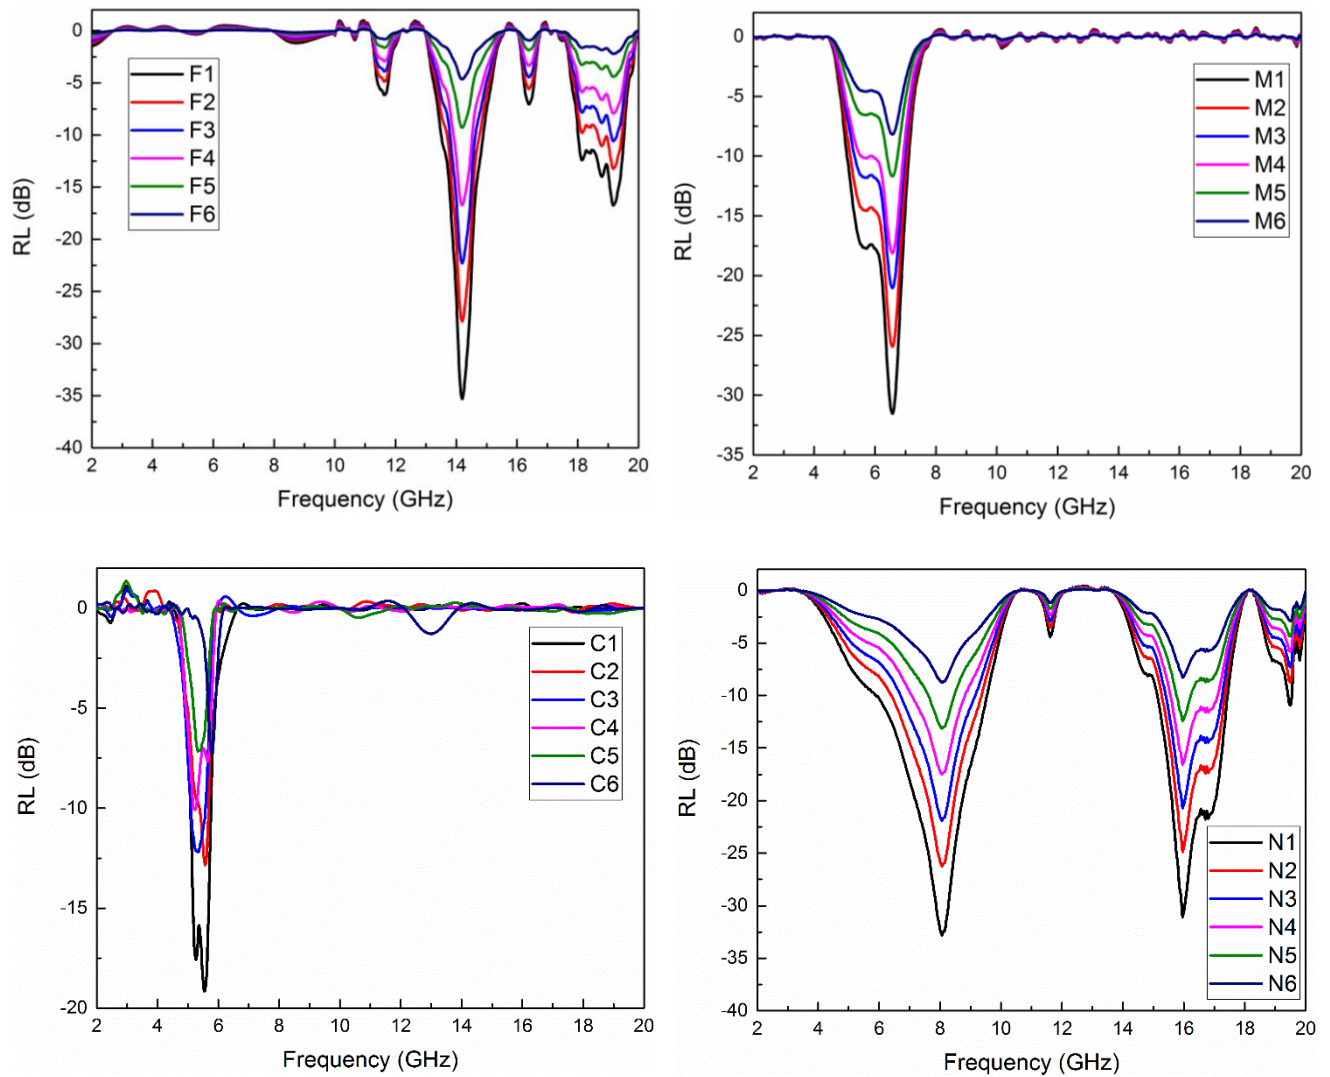 0
-5
-10
-15
-20
-25
-30
-35
-40
RL (dB)
F1
F2
F3
F4
F5
F6
2 4 6 8 10 12 14 16 18 20
Frequency (GHz)
0
-5
-10
-15
-20
-25
-30
-35
RL (dB)
M1
M2
M3
M4
M5
M6
2 4 6 8 10 12 14 16 18 20
Frequency (GHz)
0
-5
-10
-15
-20
RL (dB)
C1
C2
C3
C4
C5
C6
2 4 6 8 10 12 14 16 18 20
Frequency (GHz)
0
-5
-10
-15
-20
-25
-30
-35
-40
RL (dB)
N1
N2
N3
N4
N5
N6
2 4 6 8 10 12 14 16 18 20
Frequency (GHz)